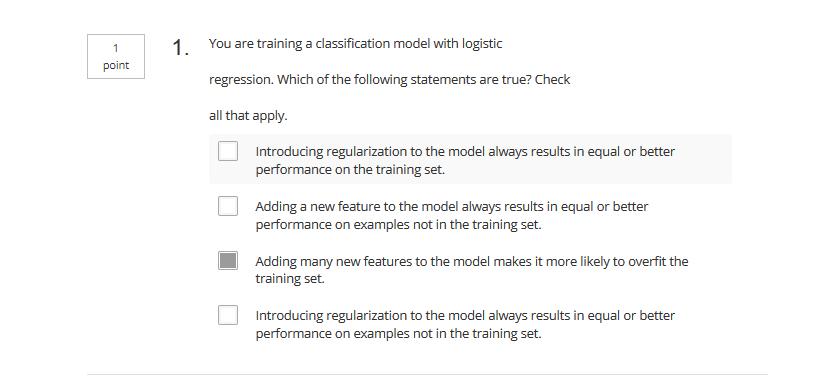 1
point
1. You are training a classification model with logistic
regression. Which of the following statements are true? Check
all that apply.
Introducing regularization to the model always results in equal or better
performance on the training set.
Adding a new feature to the model always results in equal or better
performance on examples not in the training set.
Adding many new features to the model makes it more likely to overfit the
training set.
Introducing regularization to the model always results in equal or better
performance on examples not in the training set.